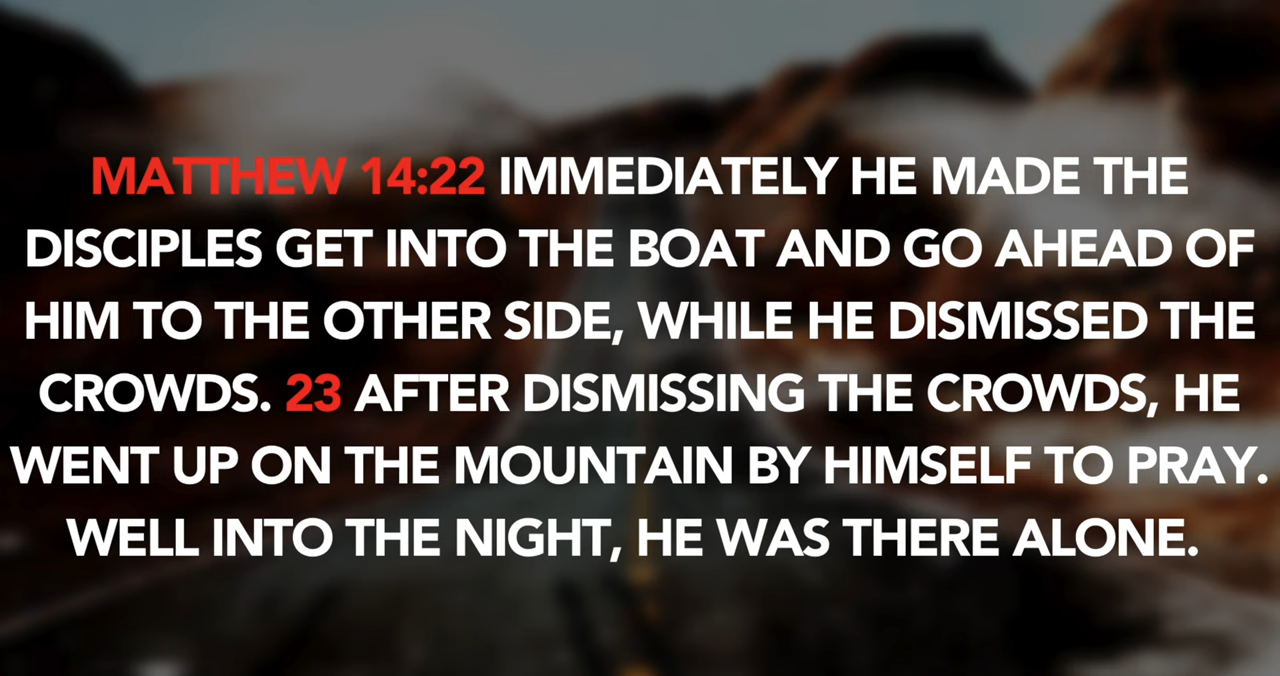 MATTHEW 14:22 IMMEDIATELY HE MADE THE
DISCIPLES GET INTO THE BOAT AND GO AHEAD OF
HIM TO THE OTHER SIDE, WHILE HE DISMISSED THE
CROWDS. 23 AFTER DISMISSING THE CROWDS, HE
WENT UP ON THE MOUNTAIN BY HIMSELF TO PRAY.
WELL INTO THE NIGHT, HE WAS THERE ALONE.